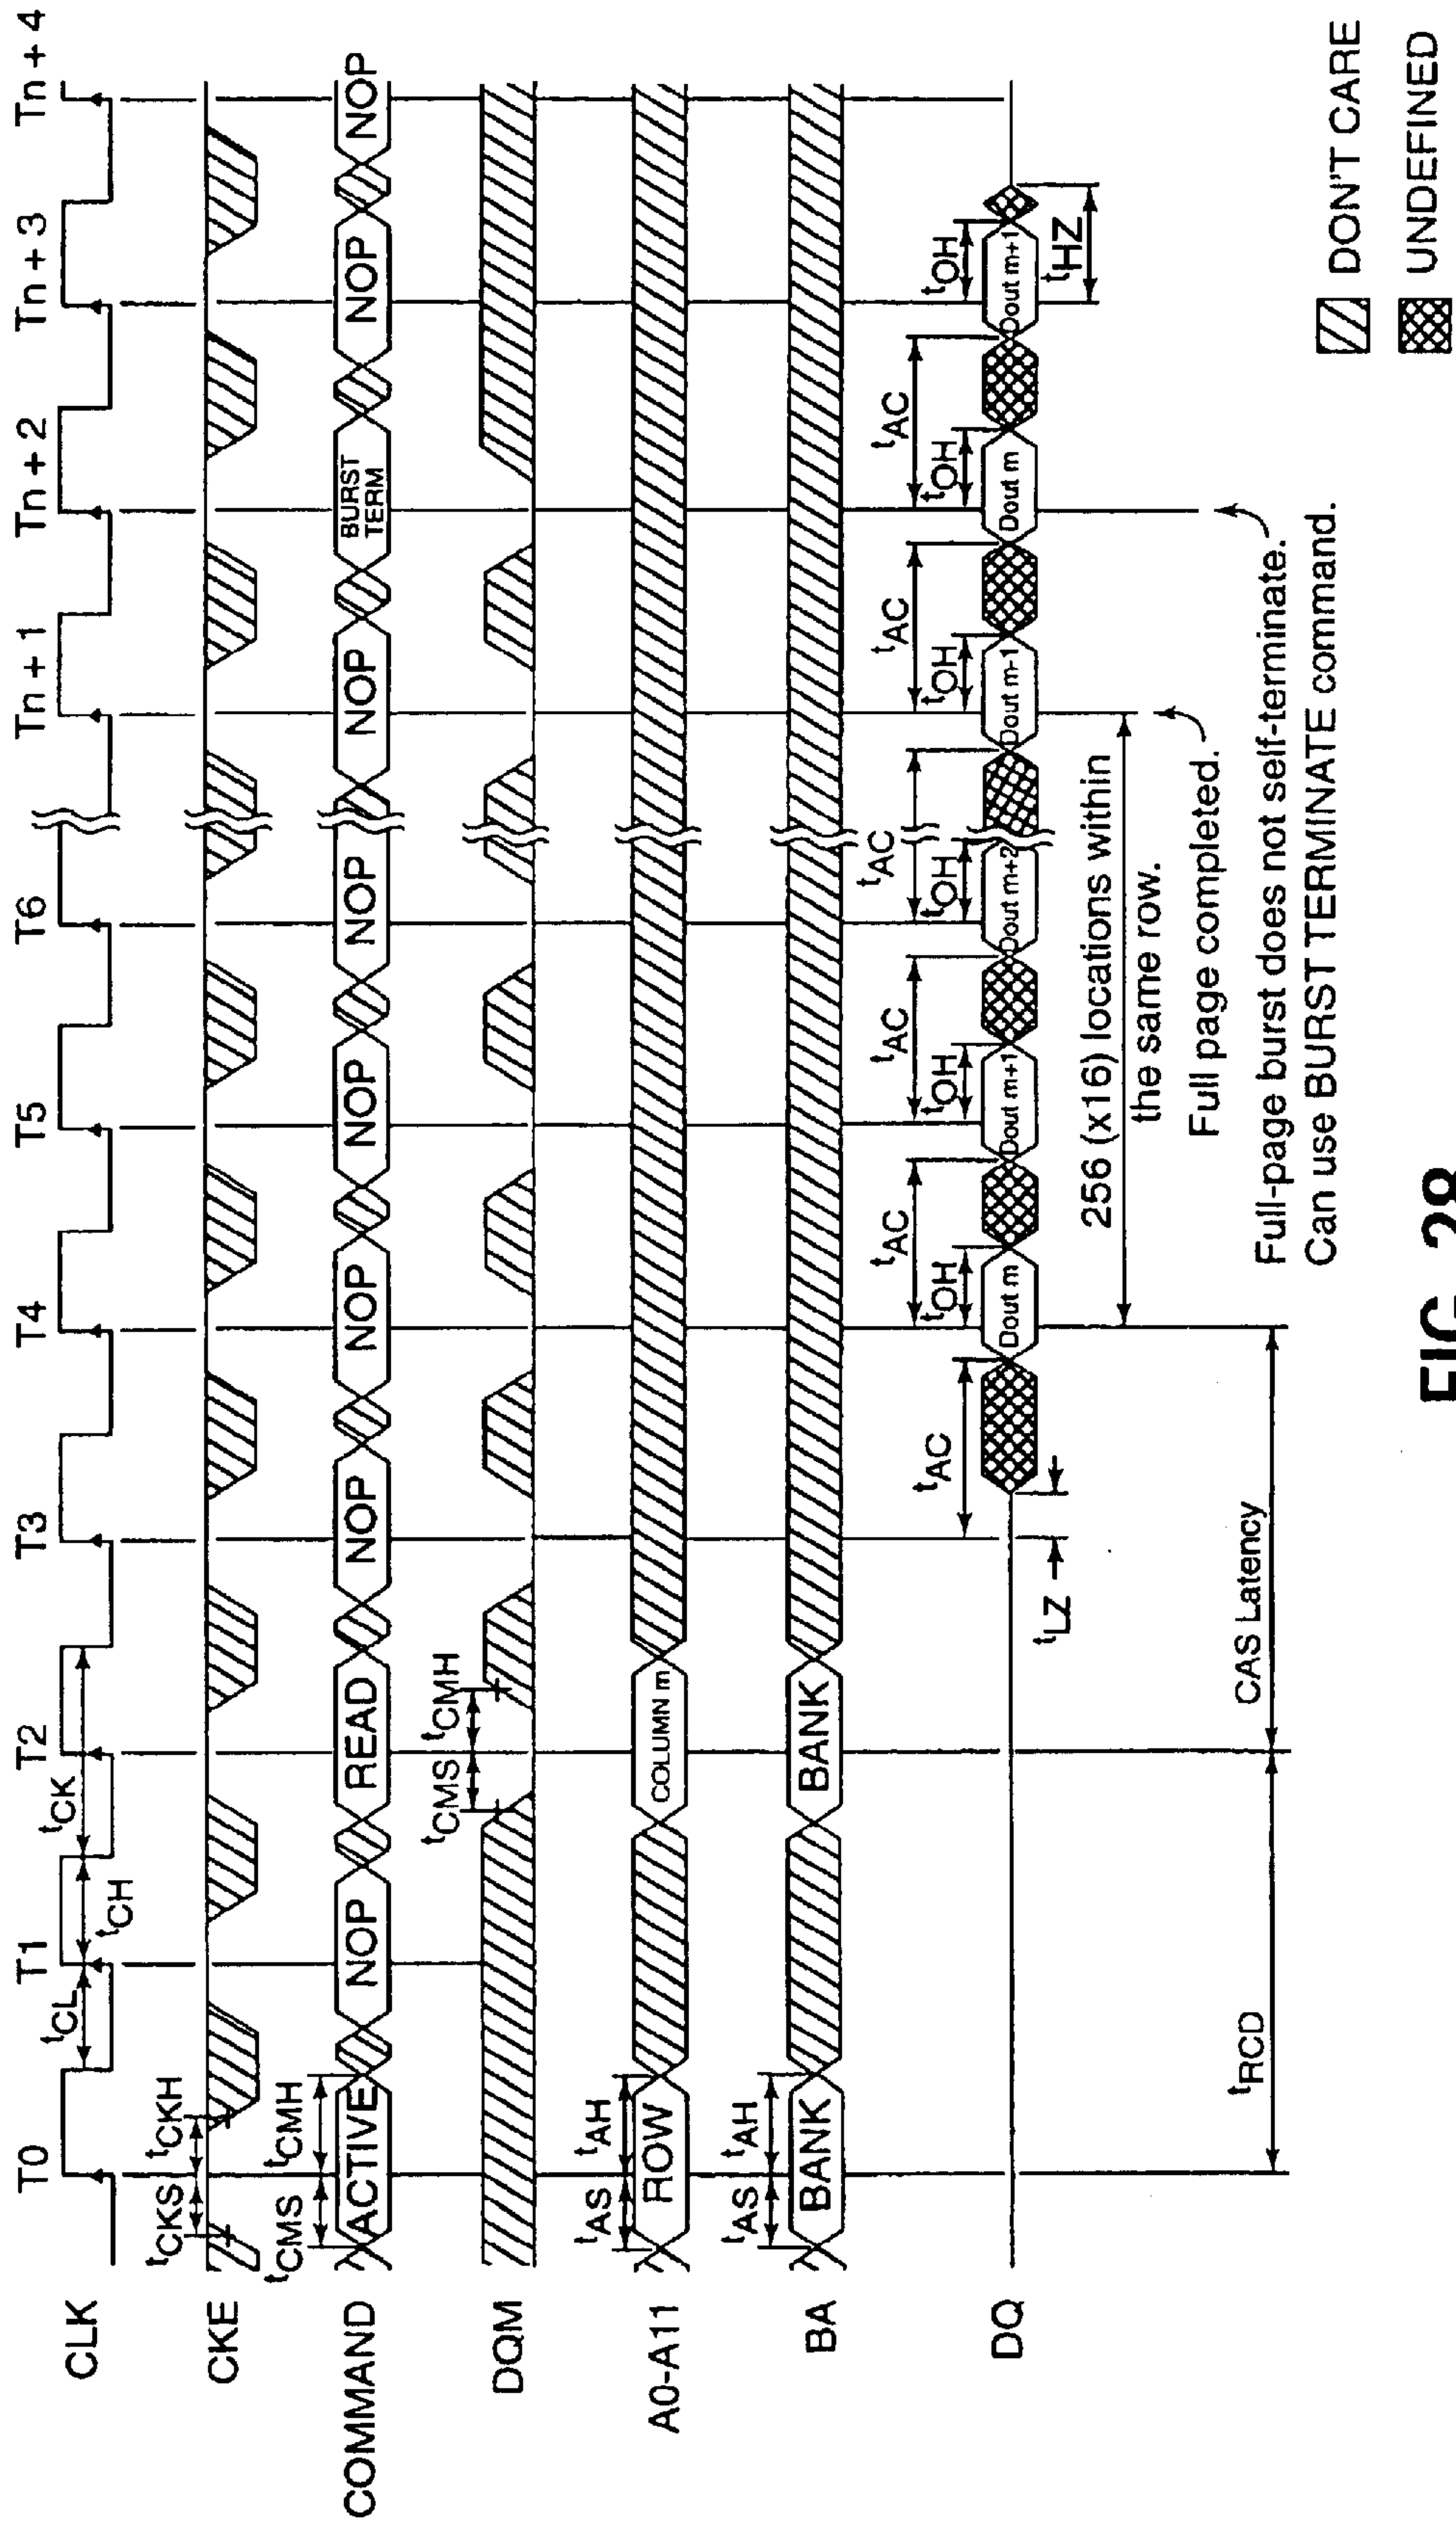 T0 T1 T2 T3 T4 T5 T6 Tn + 1 Tn + 2 Tn + 3 Tn + 4
CLK
tCL tCH tCK
CKE
tCKS tCKH
COMMAND
tCMS tCMH
ACTIVE NOP READ NOP NOP NOP NOP NOP BURST TERM NOP NOP
DQM
tCMS tCMH
A0-A11
tAS tAH
ROW COLUMN m
BA
tAS tAH
BANK BANK
tAC tAC tAC tAC tAC tAC
tOH tOH tOH tOH tOH tOH
DQ
Dout m Dout m+1 Dout m+2 Dout m-1 Dout m Dout m+1
tLZ
tHZ
256 (x16) locations within
the same row.
Full page completed.
tRCD CAS Latency
Full-page burst does not self-terminate.
Can use BURST TERMINATE command.
DON'T CARE
UNDEFINED
FIG. 28